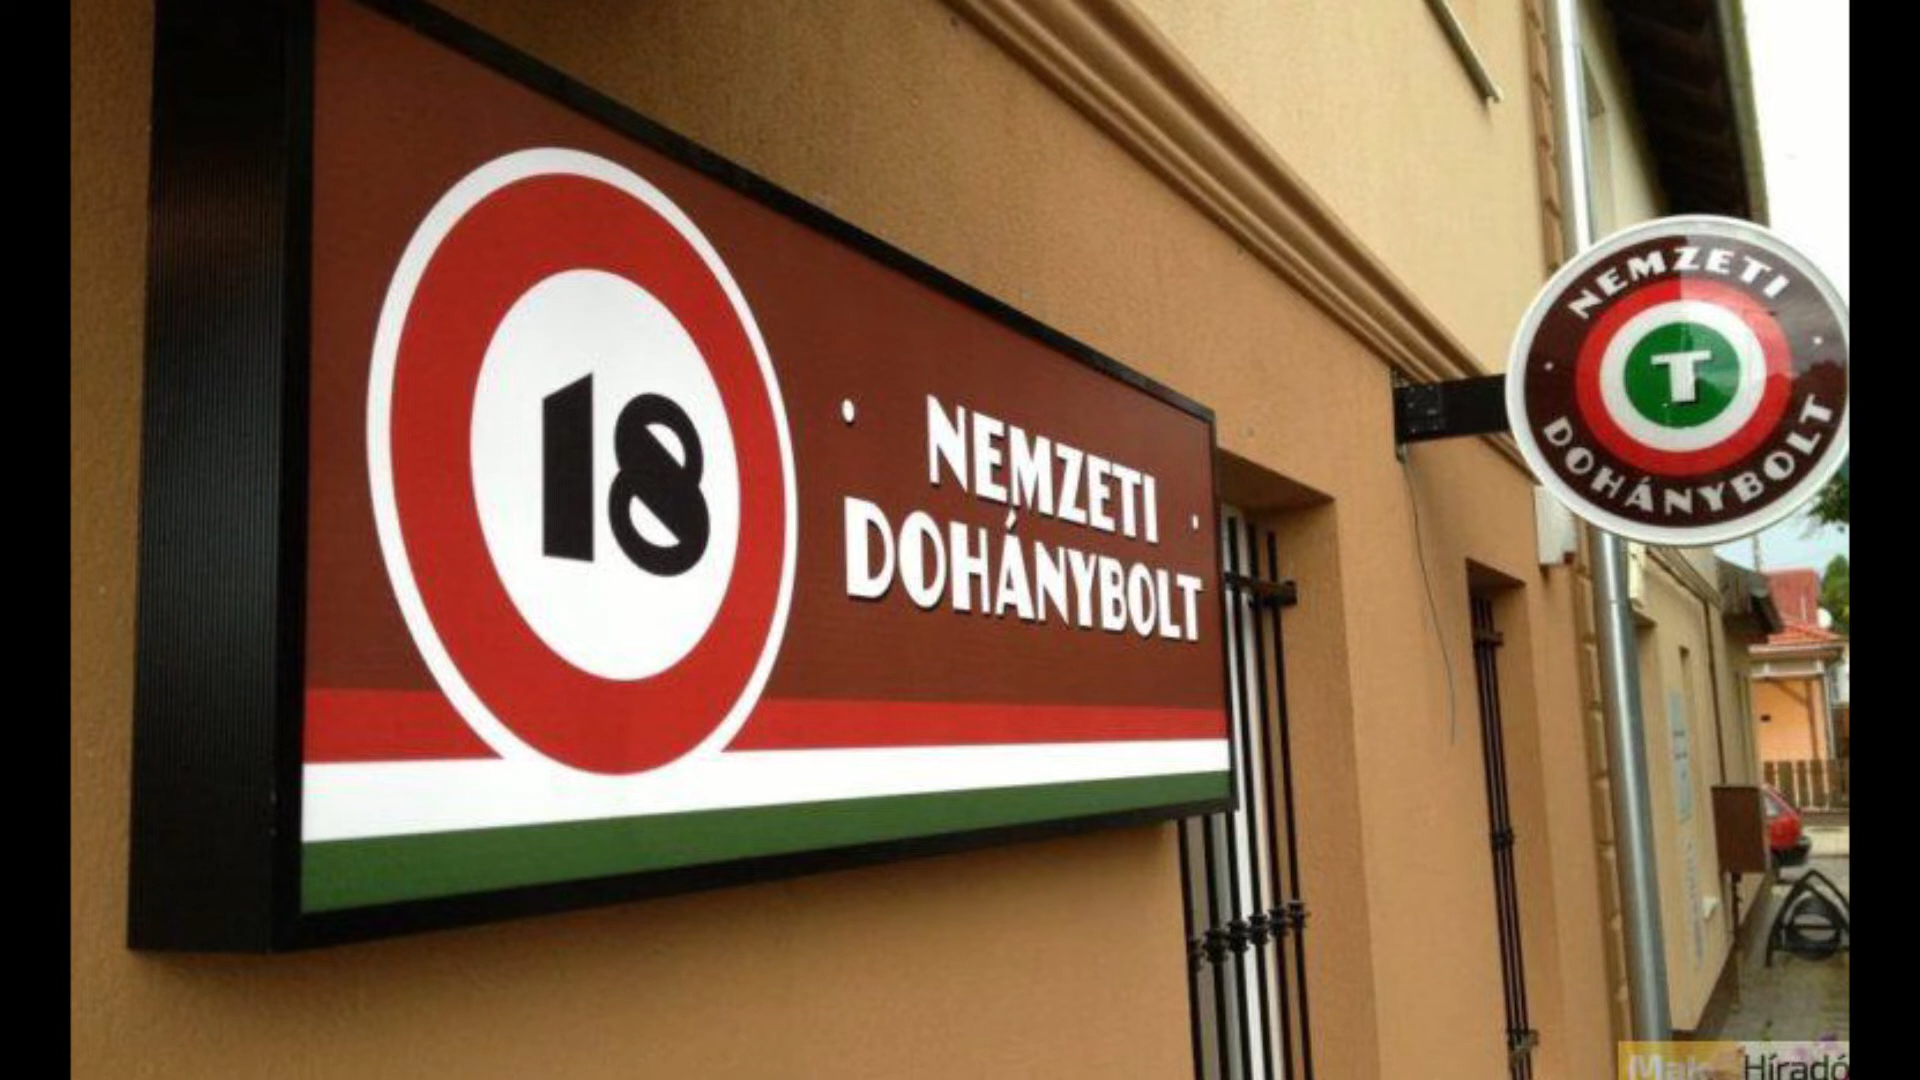 18
NEMZETI
DOHÁNYBOLT
NEMZETI
T
DOHÁNYBOLT
Híradó